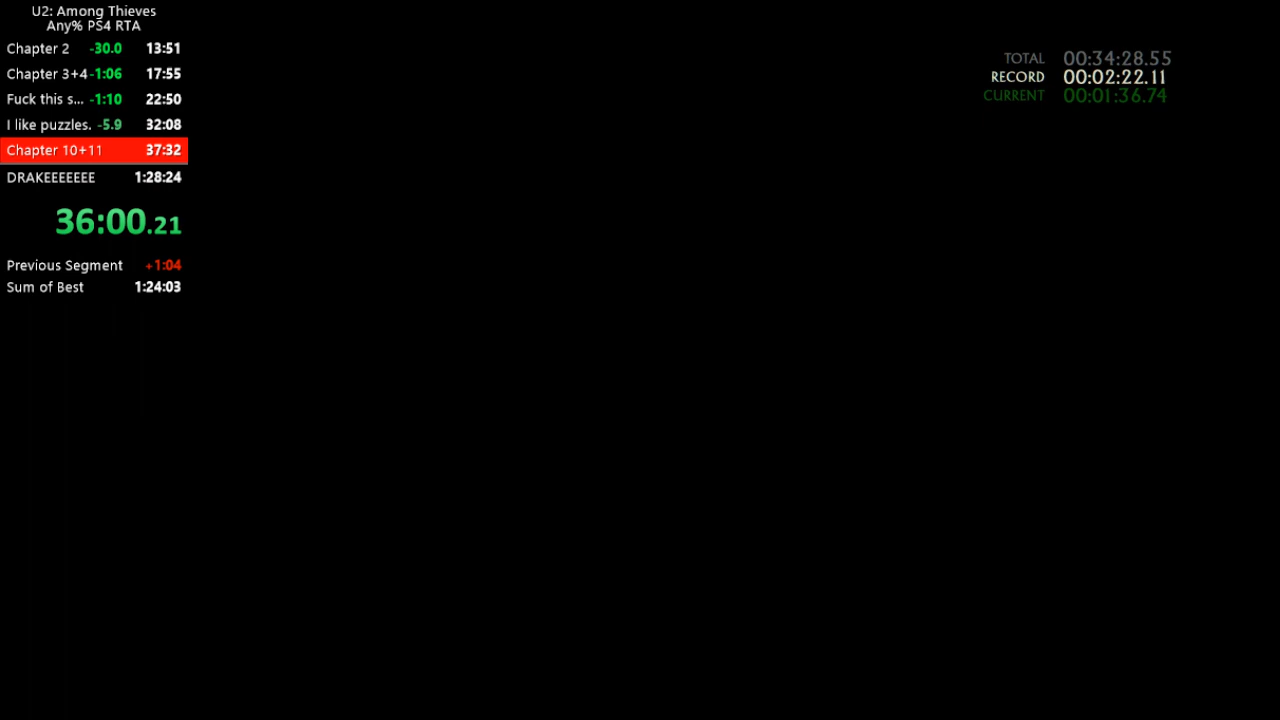 U2: Among Thieves
Any% PS4 RTA
Chapter 2 -30.0 13:51
Chapter 3+4 -1:06 17:55
Fuck this s... -1:10 22:50
I like puzzles. -5.9 32:08
Chapter 10+11 37:32
DRAKEEEEEEE 1:28:24
36:00.21
Previous Segment +1:04
Sum of Best 1:24:03
TOTAL 00:34:28.55
RECORD 00:02:22.11
CURRENT 00:01:36.74